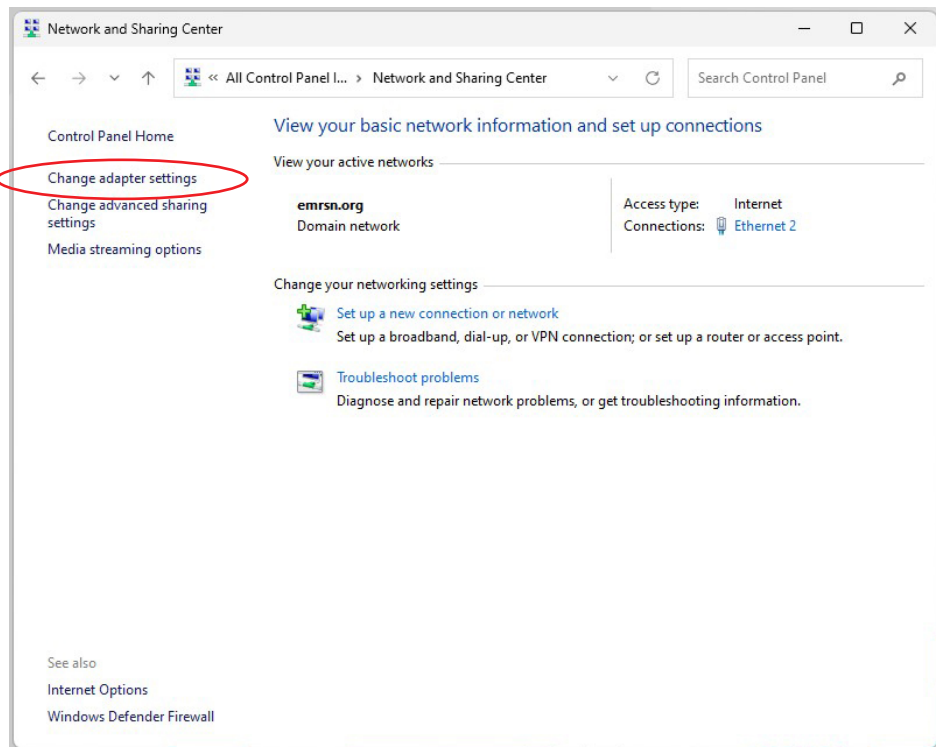 Network and Sharing Center
« All Control Panel I... > Network and Sharing Center
Search Control Panel
Control Panel Home
Change adapter settings
Change advanced sharing
settings
Media streaming options
View your basic network information and set up connections
View your active networks
emrsn.org
Domain network
Access type: Internet
Connections: Ethernet 2
Change your networking settings
Set up a new connection or network
Set up a broadband, dial-up, or VPN connection; or set up a router or access point.
Troubleshoot problems
Diagnose and repair network problems, or get troubleshooting information.
See also
Internet Options
Windows Defender Firewall